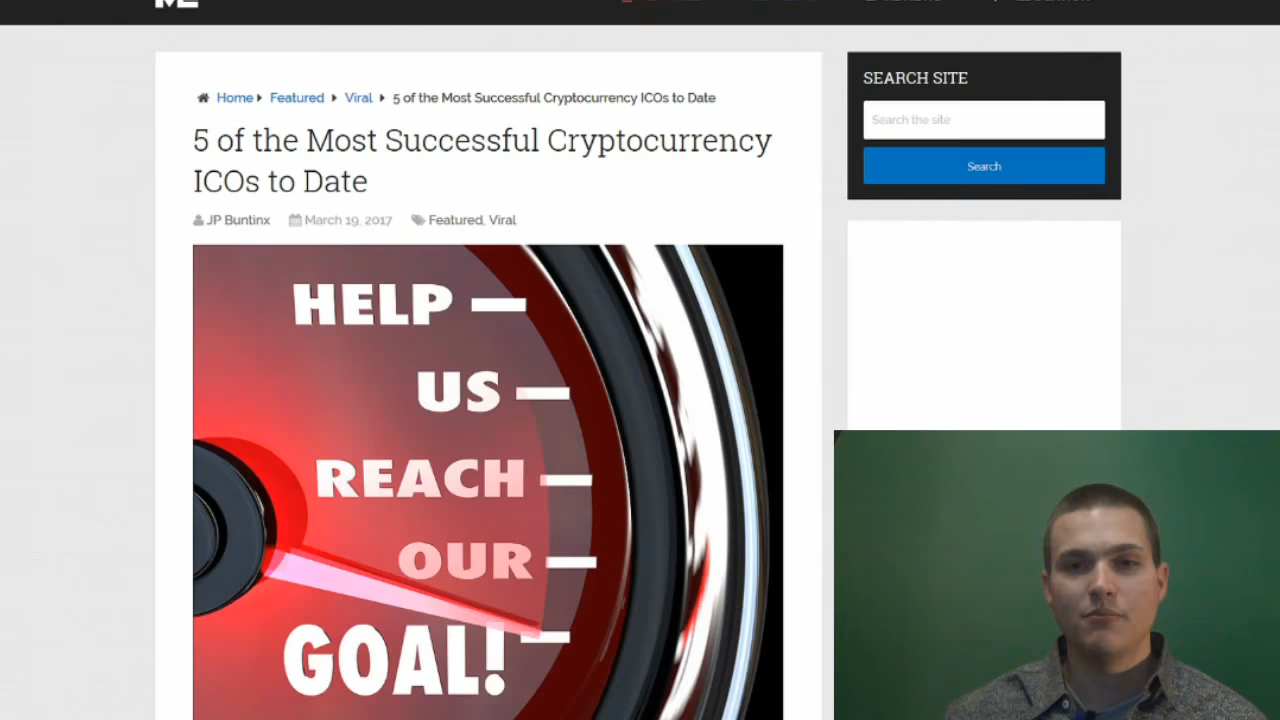 Home Featured Viral 5 of the Most Successful Cryptocurrency ICOs to Date
5 of the Most Successful Cryptocurrency
ICOs to Date
JP Buntinx March 19, 2017 Featured, Viral
HELP
US
REACH
OUR
GOAL!
SEARCH SITE
Search the site
Search